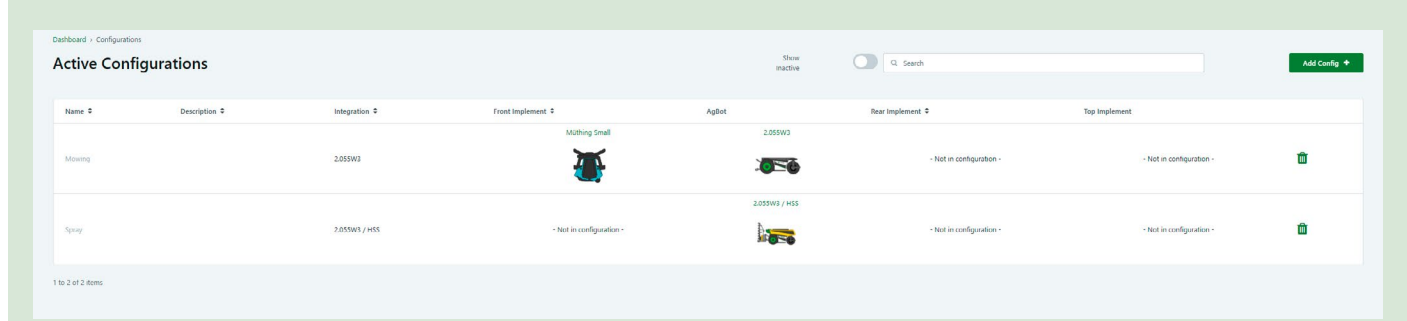 Dashboard › Configurations
Active Configurations
Show inactive
Search
Add Config +
Name Description Integration Front Implement AgBot Rear Implement Top Implement
Müthing Small 2.055W3
Mowing 2.055W3 - Not in configuration - - Not in configuration -
2.055W3 / HSS
Spray 2.055W3 / HSS - Not in configuration - - Not in configuration - - Not in configuration -
1 to 2 of 2 items